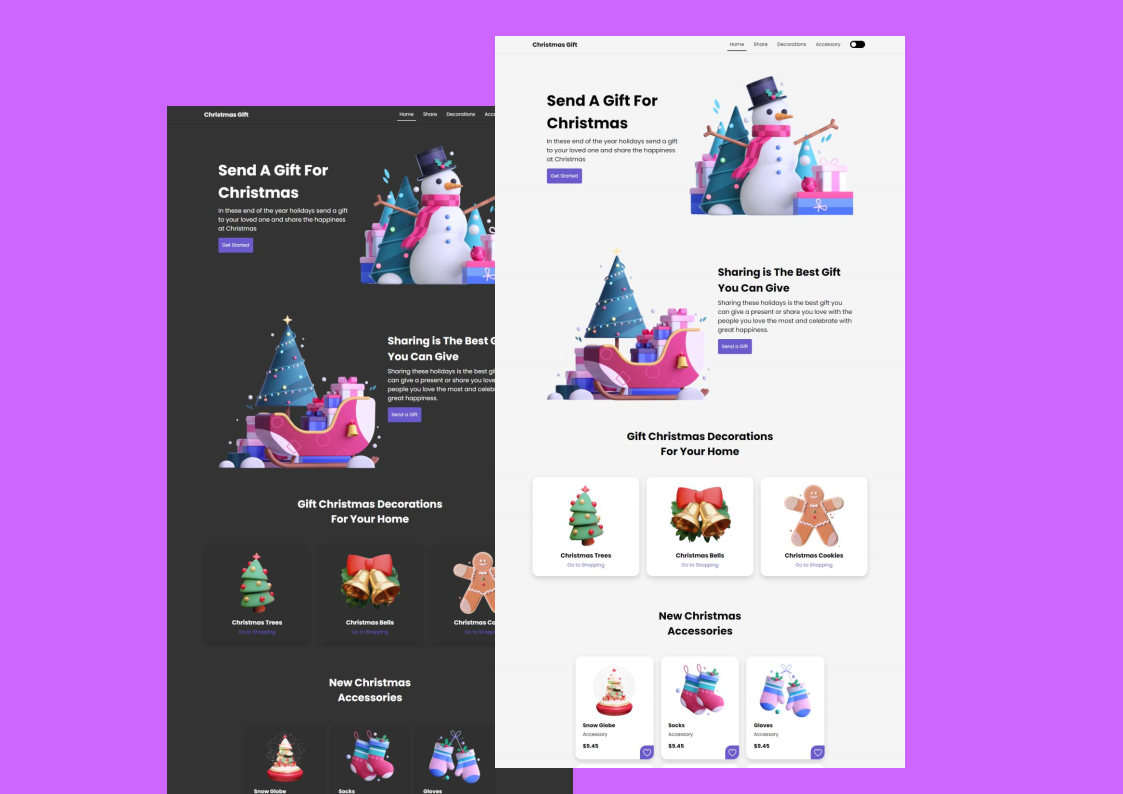 Christmas Gift
Home Share Decorations Accessory
Send A Gift For
Christmas
In these end of the year holidays send a gift
to your loved one and share the happiness
at Christmas
Get Started
Sharing is The Best Gift
You Can Give
Sharing these holidays is the best gift you
can give a present or share you love with the
people you love the most and celebrate with
great happiness.
Send a Gift
Gift Christmas Decorations
For Your Home
Christmas Trees
Go to Shopping
Christmas Bells
Go to Shopping
Christmas Cookies
Go to Shopping
New Christmas
Accessories
Snow Globe
Accessory
$9.45
Socks
Accessory
$9.45
Gloves
Accessory
$9.45
Christmas Gift
Home Share Decorations Acc
Send A Gift For
Christmas
In these end of the year holidays send a gift
to your loved one and share the happiness
at Christmas
Get Started
Sharing is The Best G
You Can Give
Sharing these holidays is the best gif
can give a present or share you love
people you love the most and celebra
great happiness.
Send a Gift
Gift Christmas Decorations
For Your Home
Christmas Trees
Go to Shopping
Christmas Bells
Go to Shopping
Christmas Co
Go to Shopp
New Christmas
Accessories
Snow Globe
Socks
Gloves